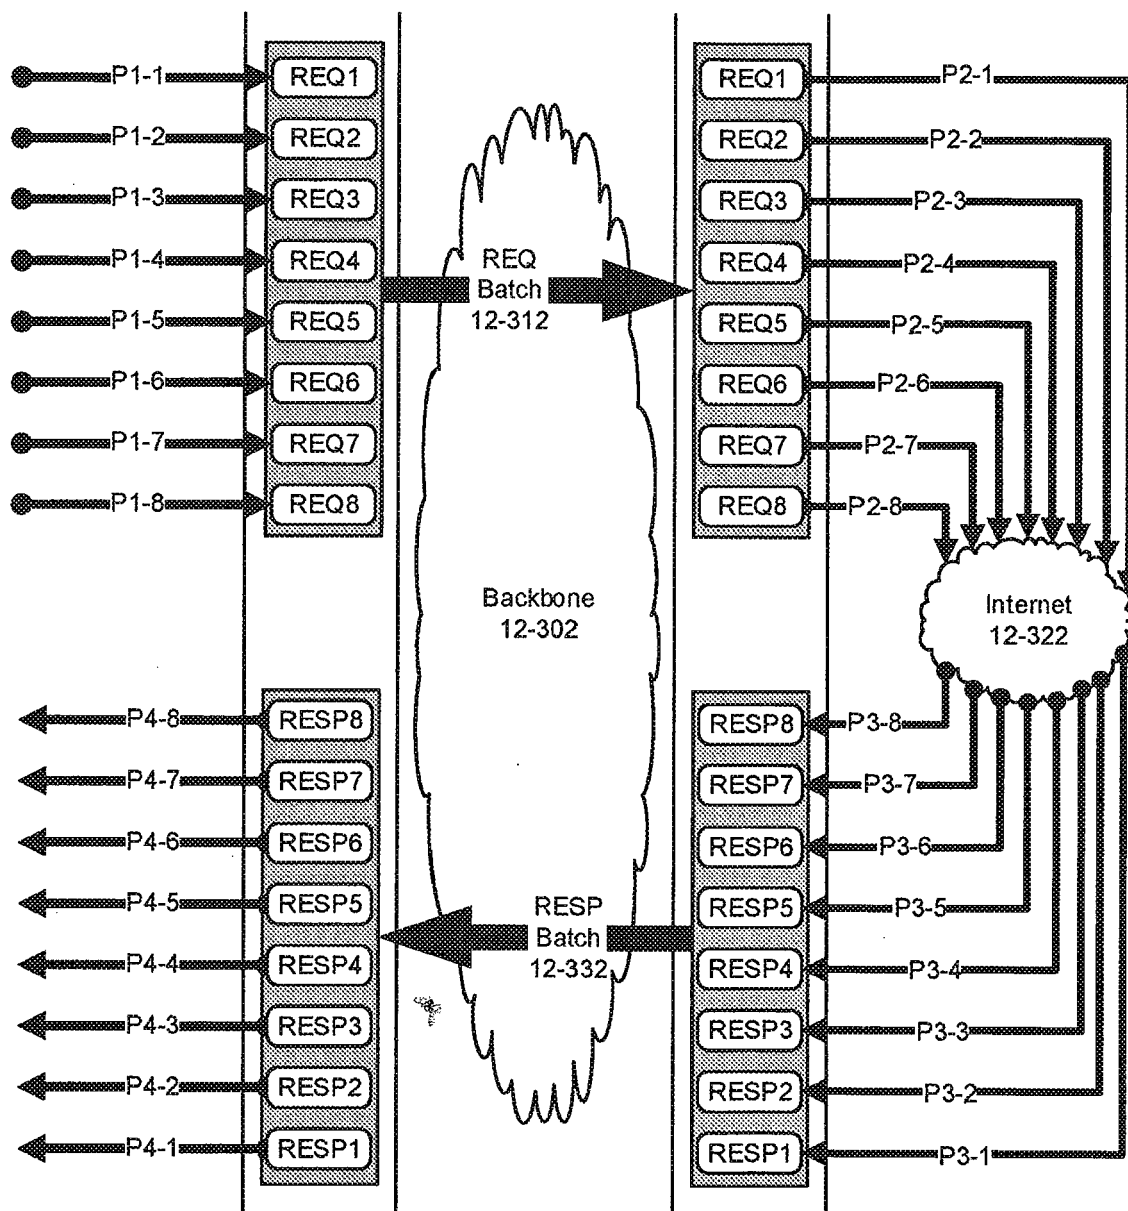 P1-1
REQ1
REQ1
P2-1
P1-2
REQ2
REQ2
P2-2
P1-3
REQ3
REQ3
P2-3
P1-4
REQ4
REQ4
P2-4
REQ
Batch
12-312
P1-5
REQ5
REQ5
P2-5
P1-6
REQ6
REQ6
P2-6
P1-7
REQ7
REQ7
P2-7
P1-8
REQ8
REQ8
P2-8
Backbone
12-302
Internet
12-322
P4-8
RESP8
RESP8
P3-8
P4-7
RESP7
RESP7
P3-7
P4-6
RESP6
RESP6
P3-6
P4-5
RESP5
RESP5
P3-5
RESP
Batch
12-332
P4-4
RESP4
RESP4
P3-4
P4-3
RESP3
RESP3
P3-3
P4-2
RESP2
RESP2
P3-2
P4-1
RESP1
RESP1
P3-1